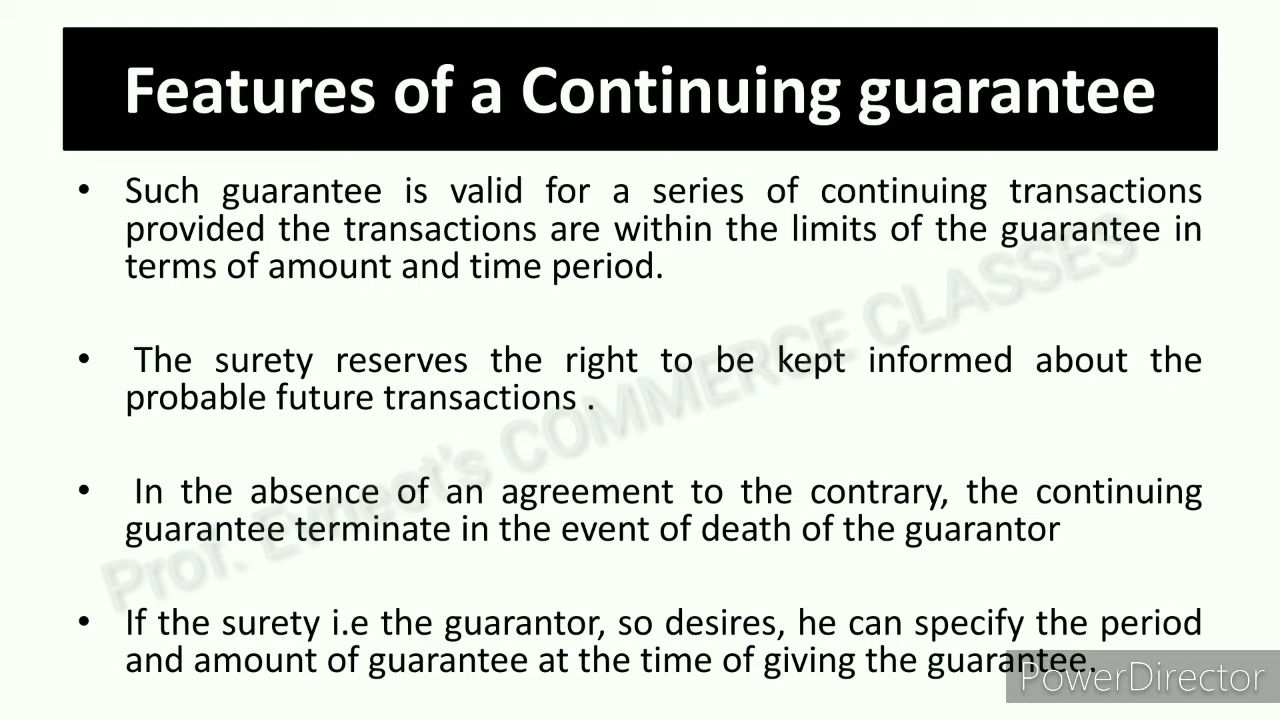 Features of a Continuing guarantee
• Such guarantee is valid for a series of continuing transactions
provided the transactions are within the limits of the guarantee in
terms of amount and time period.
• The surety reserves the right to be kept informed about the
probable future transactions .
• In the absence of an agreement to the contrary, the continuing
guarantee terminate in the event of death of the guarantor
• If the surety i.e the guarantor, so desires, he can specify the period
and amount of guarantee at the time of giving the guarantee.
Prof. COMMERCE CLASSES
PowerDirector